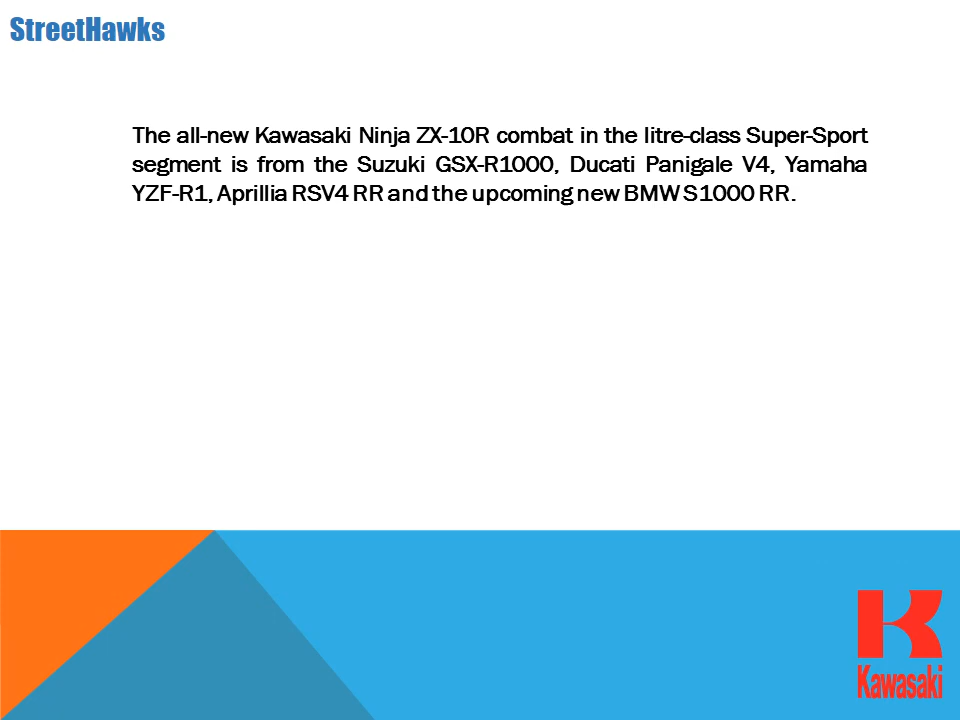 StreetHawks
The all-new Kawasaki Ninja ZX-10R combat in the litre-class Super-Sport
segment is from the Suzuki GSX-R1000, Ducati Panigale V4, Yamaha
YZF-R1, Aprillia RSV4 RR and the upcoming new BMW S1000 RR.
K
Kawasaki